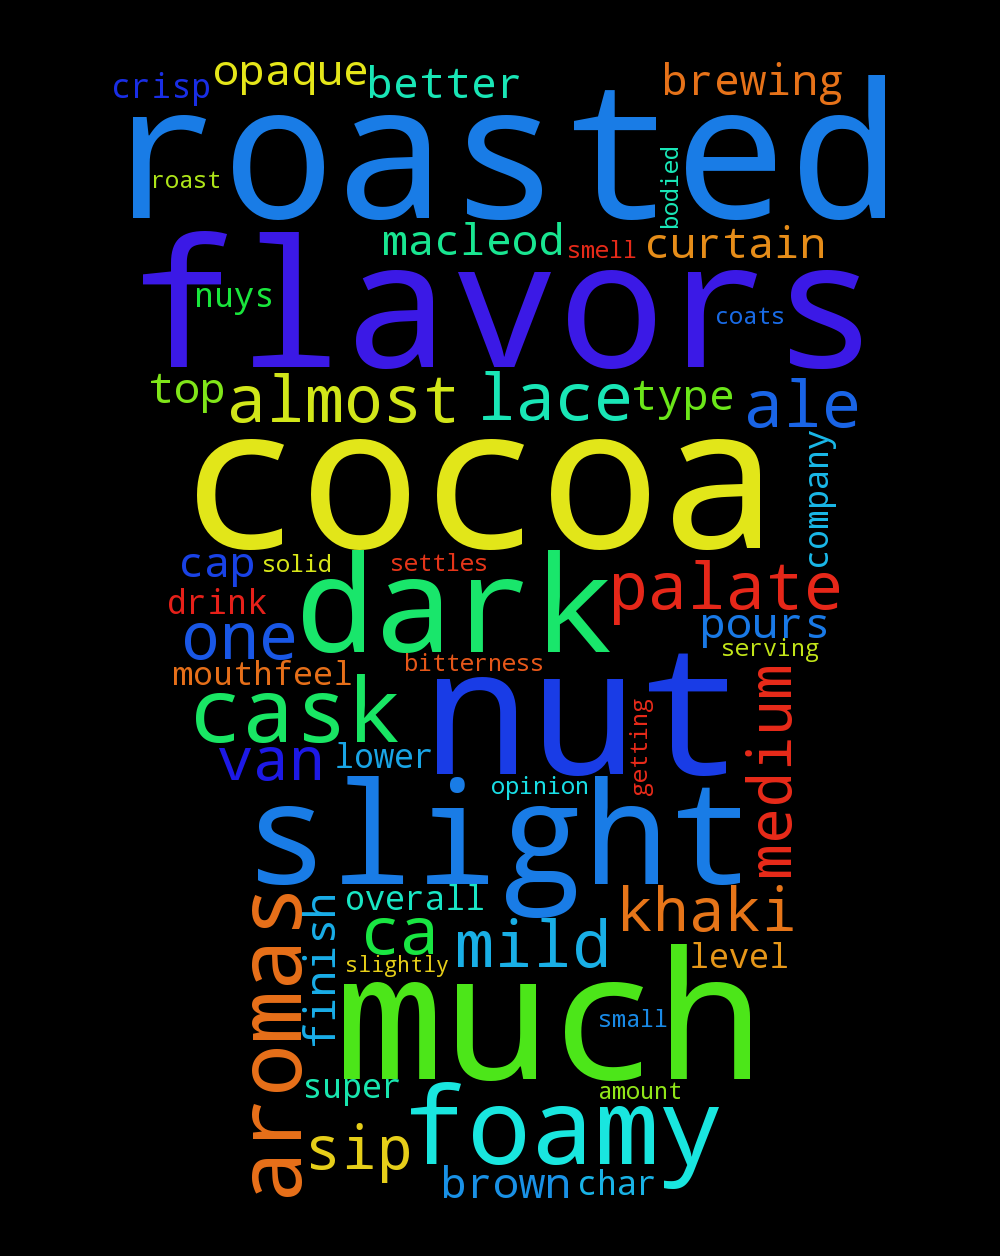 crisp opaque better brewing
roasted
roast bodied
macleod smell curtain
flavors
nuys coats
top almost lace type ale
cocoa
company
cap solid settles
dark palate
drink
one pours
serving
mouthfeel bitterness
cask nut
getting medium
van lower
opinion
slight
overall khaki
aromas finish ca mild
slightly level
much
small
super amount
foamy
sip
brown char